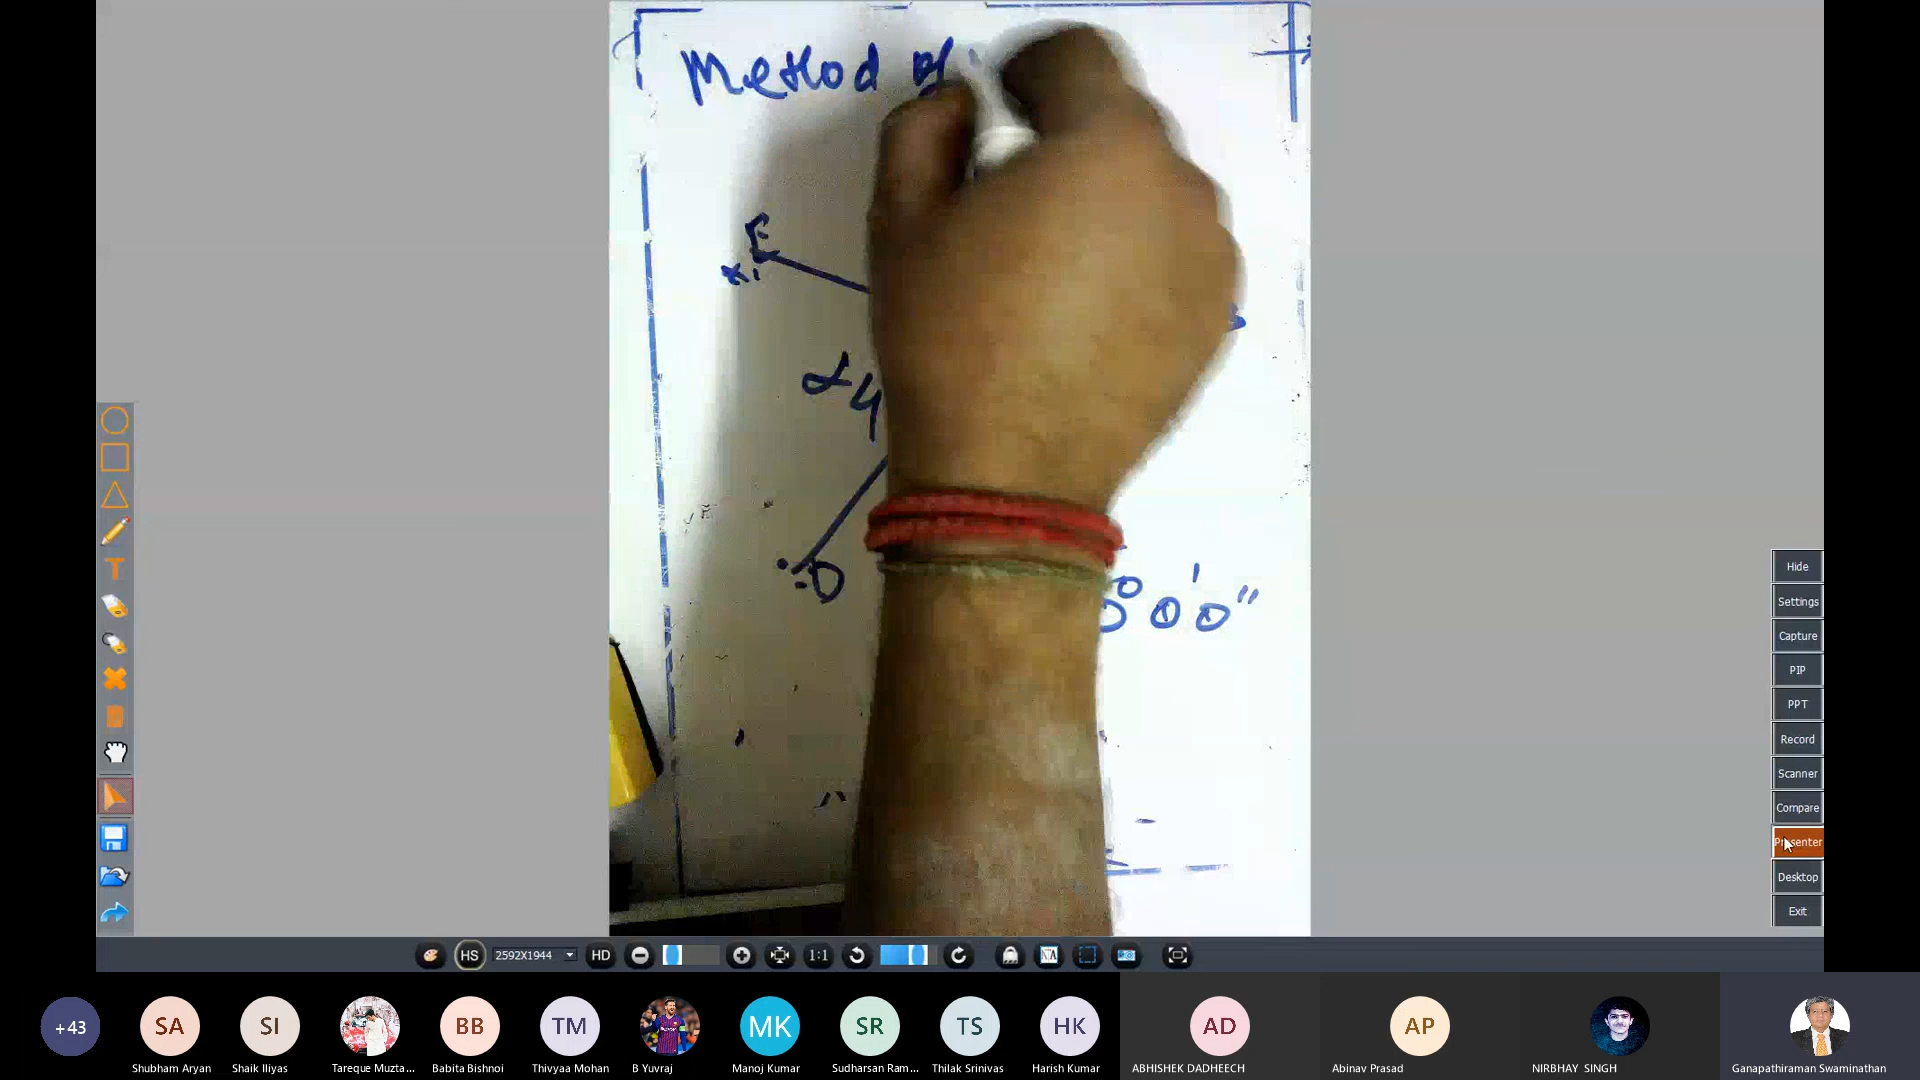 Method of
E
α4
D
0° 0' 0"
T
Hide
Settings
Capture
PIP
PPT
Record
Scanner
Compare
Presenter
Desktop
Exit
HS 2592X1944 HD 1:1
+43 SA SI BB TM MK SR TS HK AD AP
Shubham Aryan Shaik Iliyas Tareque Muzta... Babita Bishnoi Thivyaa Mohan B Yuvraj Manoj Kumar Sudharsan Ram... Thilak Srinivas Harish Kumar ABHISHEK DADHEECH Abinav Prasad NIRBHAY SINGH Ganapathiraman Swaminathan